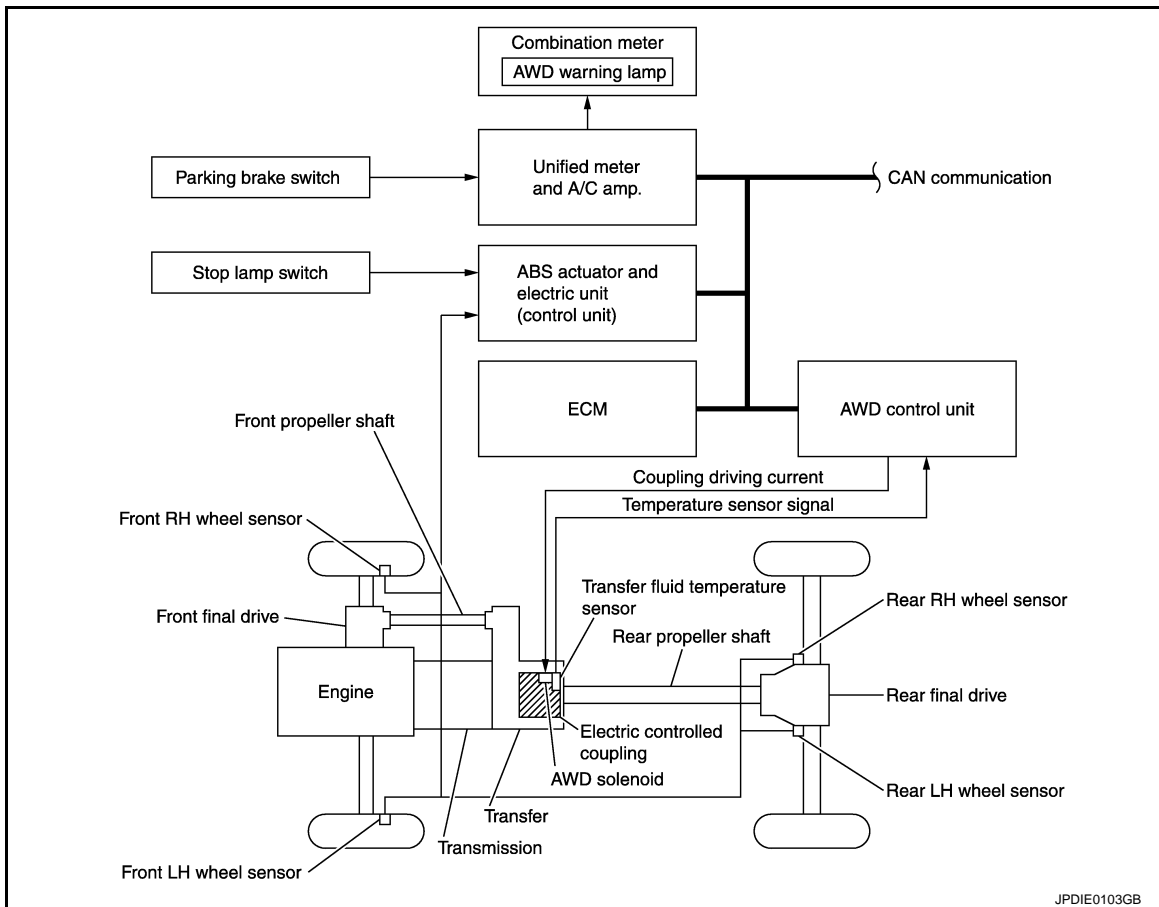 Combination meter
AWD warning lamp
Parking brake switch
Unified meter
and A/C amp.
CAN communication
Stop lamp switch
ABS actuator and
electric unit
(control unit)
ECM
AWD control unit
Front propeller shaft
Coupling driving current
Temperature sensor signal
Front RH wheel sensor
Transfer fluid temperature
sensor
Rear RH wheel sensor
Front final drive
Rear propeller shaft
Engine
Rear final drive
Electric controlled
coupling
AWD solenoid
Rear LH wheel sensor
Transfer
Transmission
Front LH wheel sensor
JPDIE0103GB